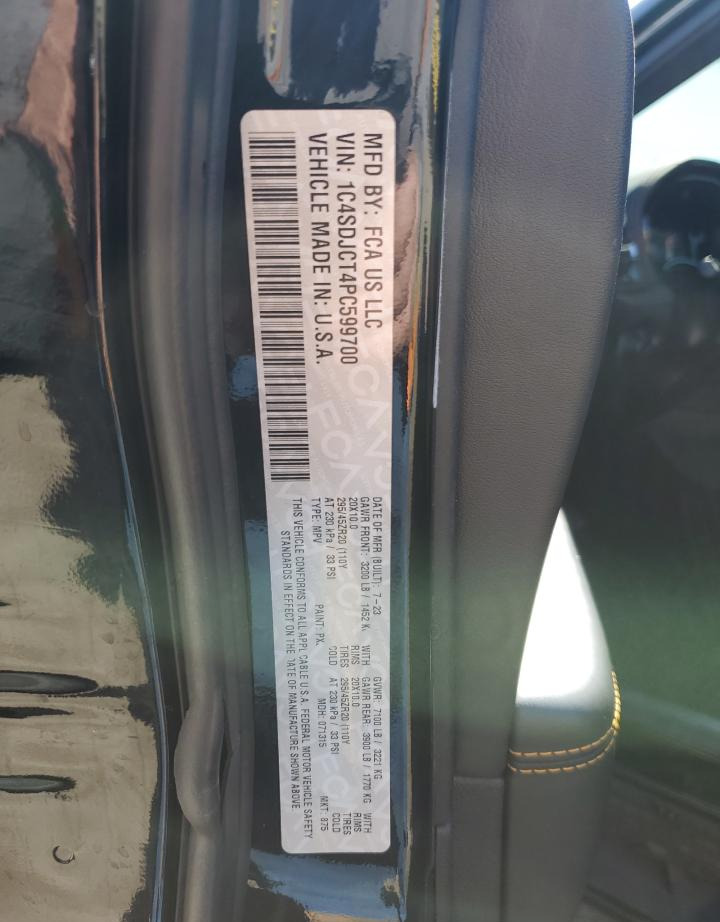 MFD BY: FCA US LLC
VIN: 1C4SDJCT4PC599700
VEHICLE MADE IN: U.S.A.
DATE OF MFR (BUILT): 7-23 GVWR: 7100 LB / 3221 KG
GAWR FRONT: 3200 LB / 1452 K. WITH GAWR REAR: 3900 LB / 1770 KG WITH
20X10.0 RIMS 20X10.0 RIMS
295/45ZR20 (110Y TIRES 295/45ZR20 (110Y TIRES
AT 230 kPa / 33 PSI COLD AT 230 kPa / 33 PSI COLD
TYPE: MPV PAINT: PX. MDH: 071315 MKT: 875
THIS VEHICLE CONFORMS TO ALL APPLICABLE U.S.A. FEDERAL MOTOR VEHICLE SAFETY
STANDARDS IN EFFECT ON THE DATE OF MANUFACTURE SHOWN ABOVE.